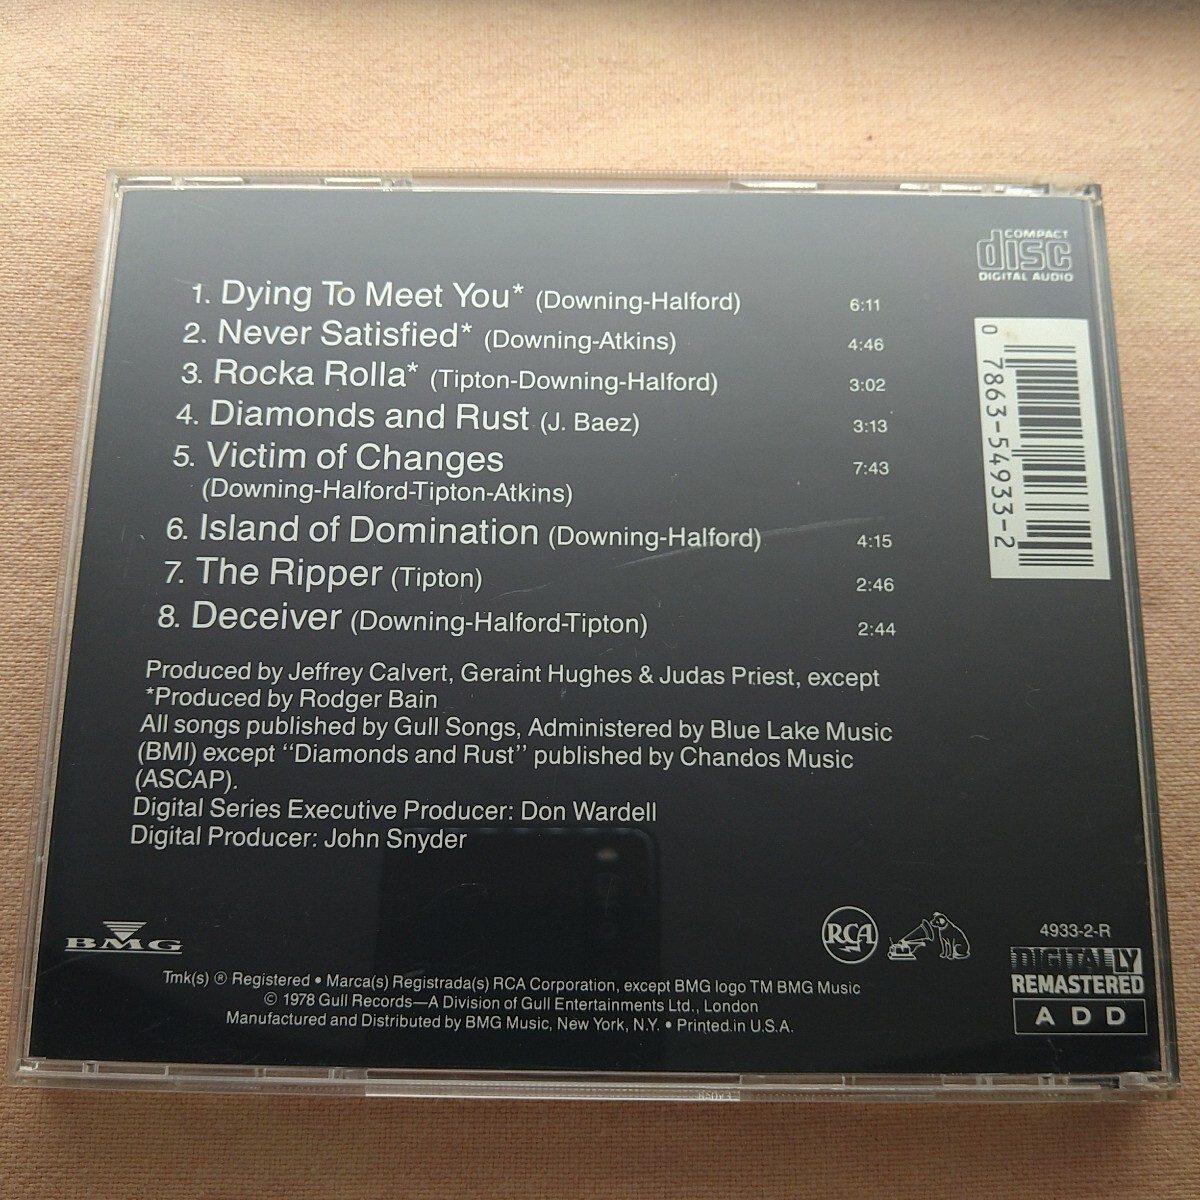 COMPACT
disc
DIGITAL AUDIO
1. Dying To Meet You* (Downing-Halford) 6:11
2. Never Satisfied* (Downing-Atkins) 4:46
3. Rocka Rolla* (Tipton-Downing-Halford) 3:02
4. Diamonds and Rust (J. Baez) 3:13
5. Victim of Changes 7:43
(Downing-Halford-Tipton-Atkins)
6. Island of Domination (Downing-Halford) 4:15
7. The Ripper (Tipton) 2:46
8. Deceiver (Downing-Halford-Tipton) 2:44
0 7863-54933-2
Produced by Jeffrey Calvert, Geraint Hughes & Judas Priest, except
*Produced by Rodger Bain
All songs published by Gull Songs, Administered by Blue Lake Music
(BMI) except “Diamonds and Rust” published by Chandos Music
(ASCAP).
Digital Series Executive Producer: Don Wardell
Digital Producer: John Snyder
BMG
RCA
4933-2-R
DIGITALLY
REMASTERED
A D D
Tmk(s) ® Registered • Marca(s) Registrada(s) RCA Corporation, except BMG logo TM BMG Music
© 1978 Gull Records—A Division of Gull Entertainments Ltd., London
Manufactured and Distributed by BMG Music, New York, N.Y. • Printed in U.S.A.